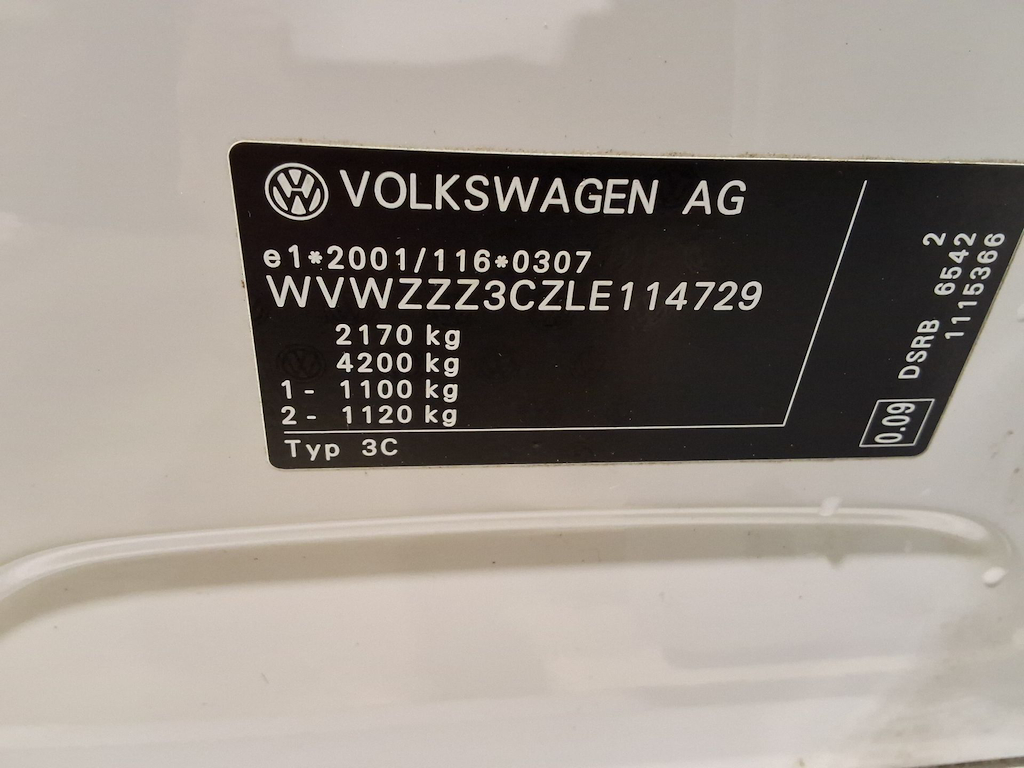 VOLKSWAGEN AG
e1*2001/116*0307
WVWZZZ3CZLE114729
2170 kg
4200 kg
1- 1100 kg
2- 1120 kg
Typ 3C
2
DSRB 6542
1115366
0.09